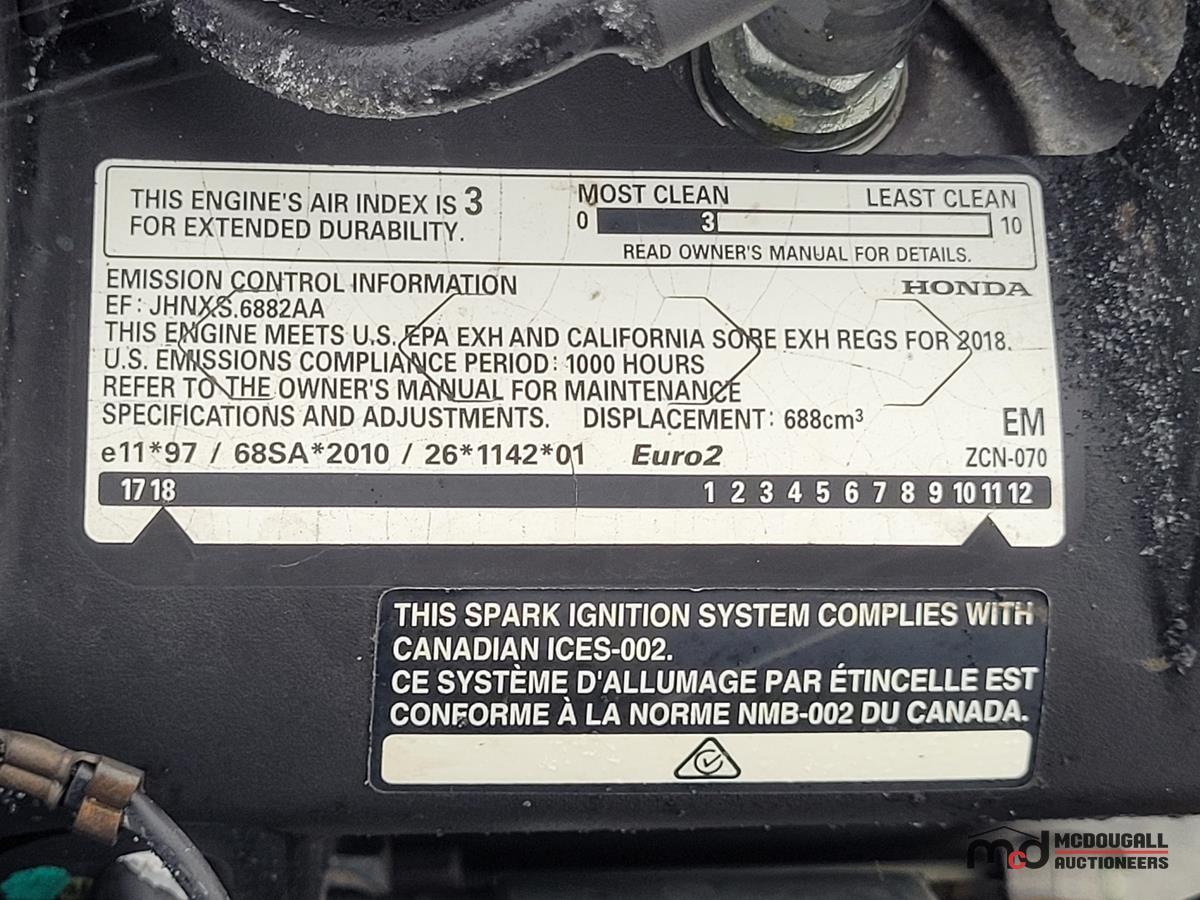 THIS ENGINE'S AIR INDEX IS 3
FOR EXTENDED DURABILITY.
MOST CLEAN LEAST CLEAN
0 3 10
READ OWNER'S MANUAL FOR DETAILS.
EMISSION CONTROL INFORMATION
HONDA
EF: JHNXS.6882AA
THIS ENGINE MEETS U.S. EPA EXH AND CALIFORNIA SORE EXH REGS FOR 2018.
U.S. EMISSIONS COMPLIANCE PERIOD: 1000 HOURS
REFER TO THE OWNER'S MANUAL FOR MAINTENANCE
SPECIFICATIONS AND ADJUSTMENTS. DISPLACEMENT: 688cm³ EM
e11*97 / 68SA*2010 / 26*1142*01 Euro2 ZCN-070
17 18 1 2 3 4 5 6 7 8 9 10 11 12
THIS SPARK IGNITION SYSTEM COMPLIES WITH
CANADIAN ICES-002.
CE SYSTÈME D'ALLUMAGE PAR ÉTINCELLE EST
CONFORME À LA NORME NMB-002 DU CANADA.
mcd MCDOUGALL
AUCTIONEERS